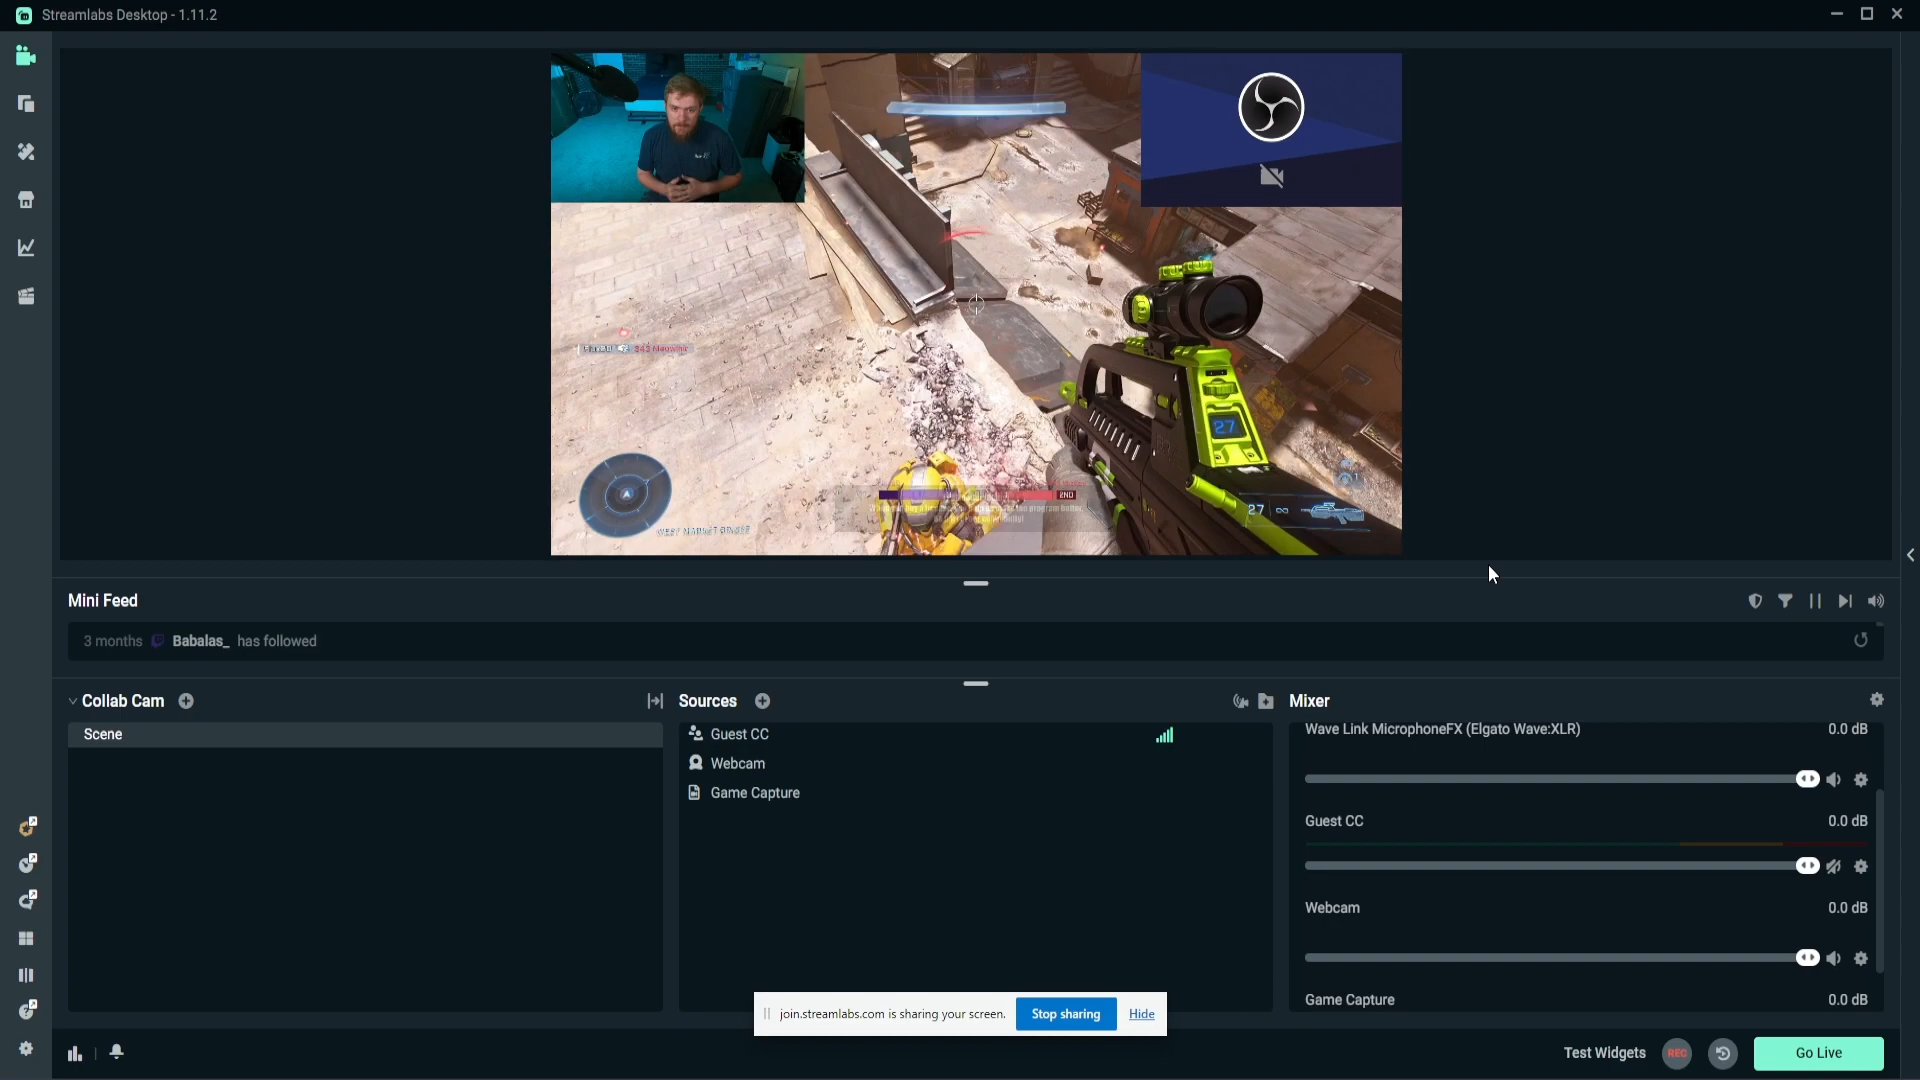 Streamlabs Desktop - 1.11.2
27
27
2ND
Mini Feed
3 months Babalas_ has followed
Collab Cam
Scene
Sources
Guest CC
Webcam
Game Capture
Mixer
Wave Link MicrophoneFX (Elgato Wave:XLR) 0.0 dB
Guest CC 0.0 dB
Webcam 0.0 dB
Game Capture 0.0 dB
join.streamlabs.com is sharing your screen. Stop sharing Hide
Test Widgets REC Go Live